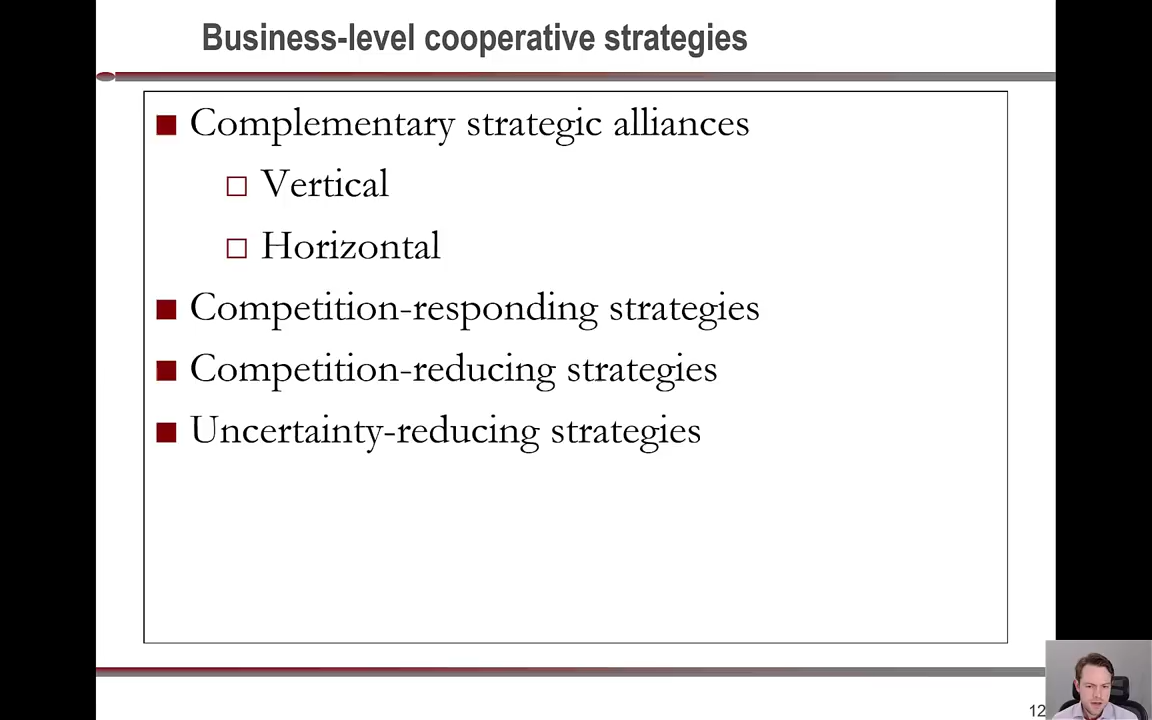 Business-level cooperative strategies
Complementary strategic alliances
Vertical
Horizontal
Competition-responding strategies
Competition-reducing strategies
Uncertainty-reducing strategies
12